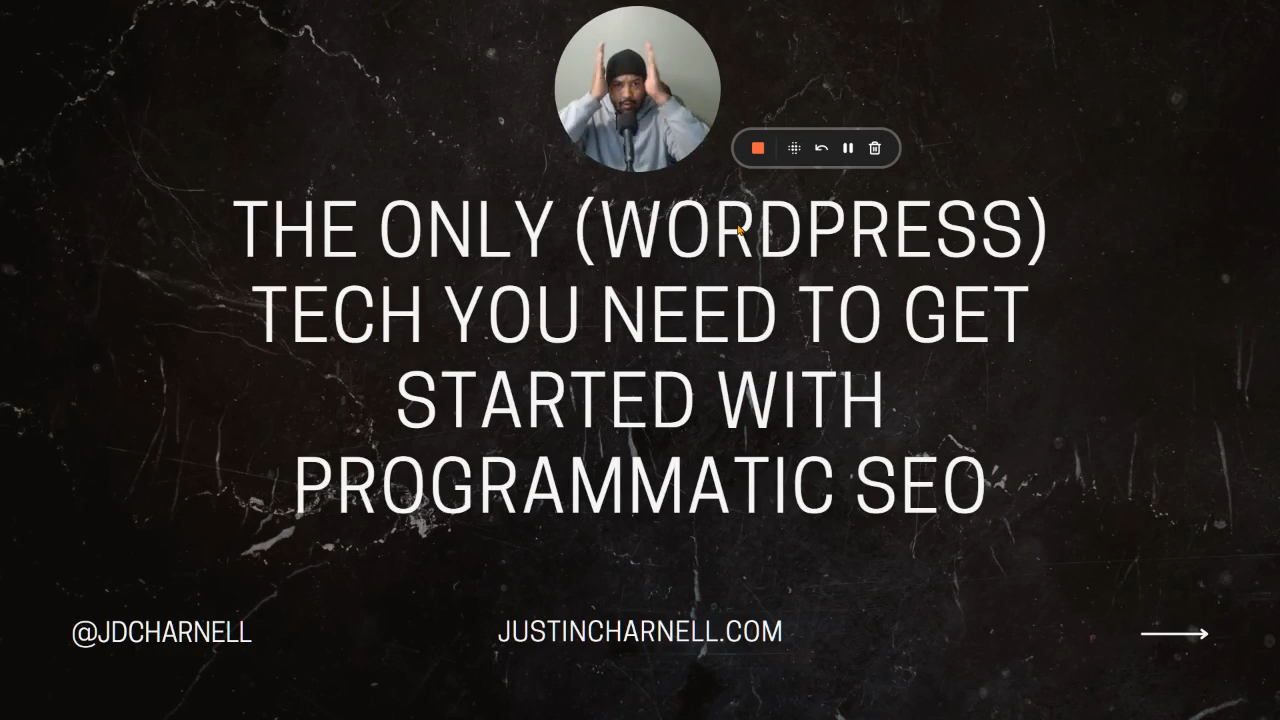 THE ONLY (WORDPRESS)
TECH YOU NEED TO GET
STARTED WITH
PROGRAMMATIC SEO
@JDCHARNELL
JUSTINCHARNELL.COM